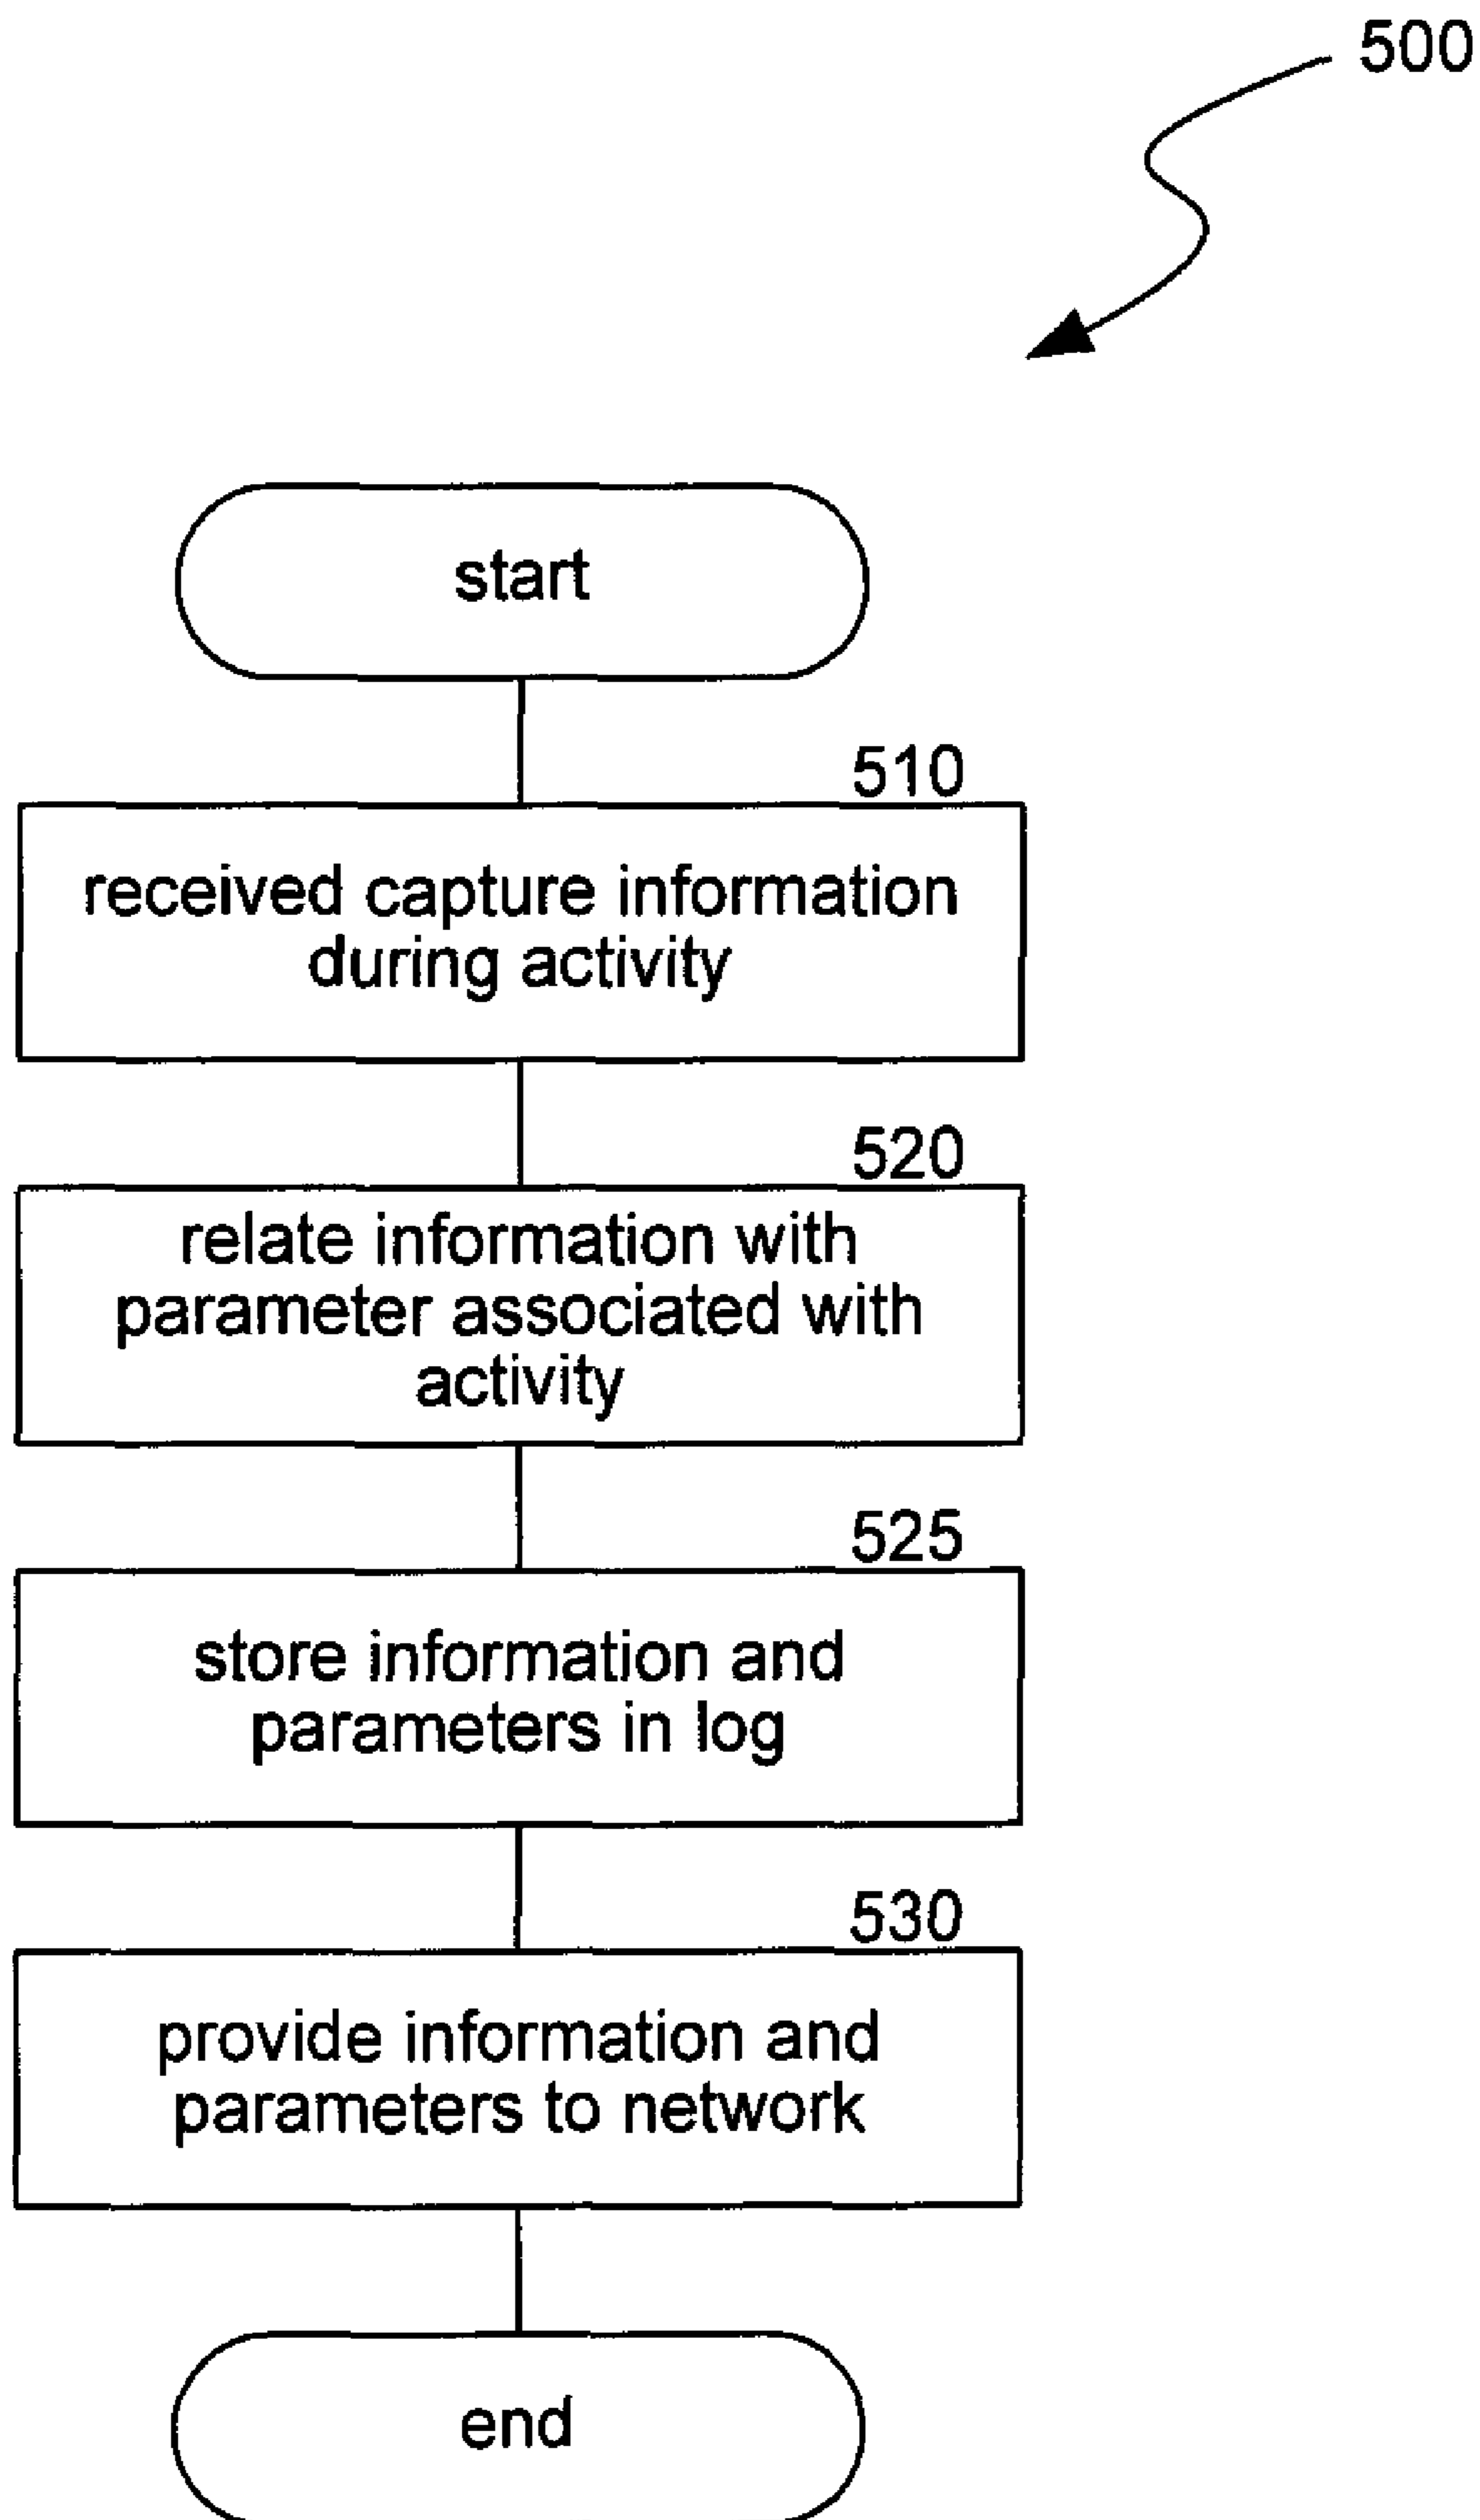 500
start
510
received capture information
during activity
520
relate information with
parameter associated with
activity
525
store information and
parameters in log
530
provide information and
parameters to network
end